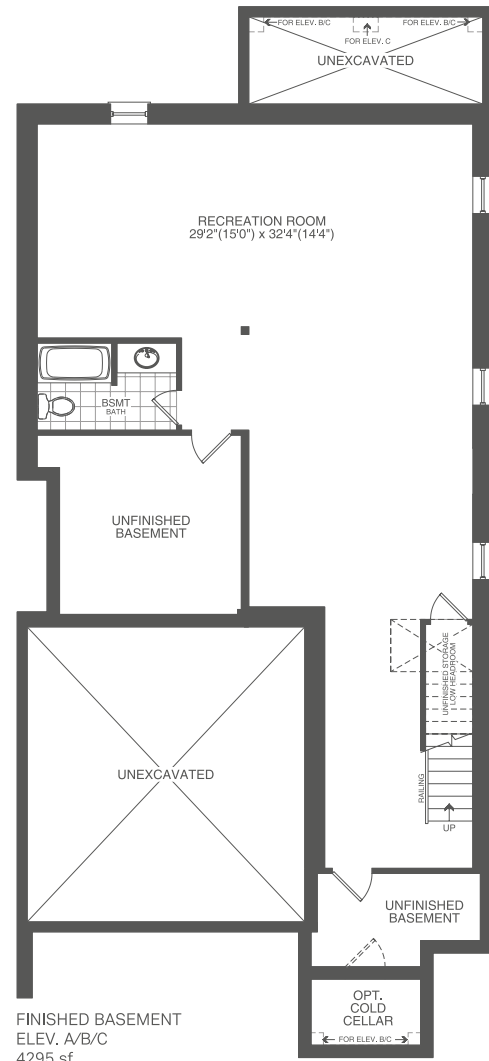 FOR ELEV. B/C
FOR ELEV. B/C
FOR ELEV. C
UNEXCAVATED
RECREATION ROOM
29'2"(15'0") x 32'4"(14'4")
BSMT
BATH
UNFINISHED
BASEMENT
UNFINISHED STORAGE
LOW HEADROOM
UNEXCAVATED
RAILING
UP
UNFINISHED
BASEMENT
OPT.
COLD
CELLAR
FOR ELEV. B/C
FINISHED BASEMENT
ELEV. A/B/C
4295 sf